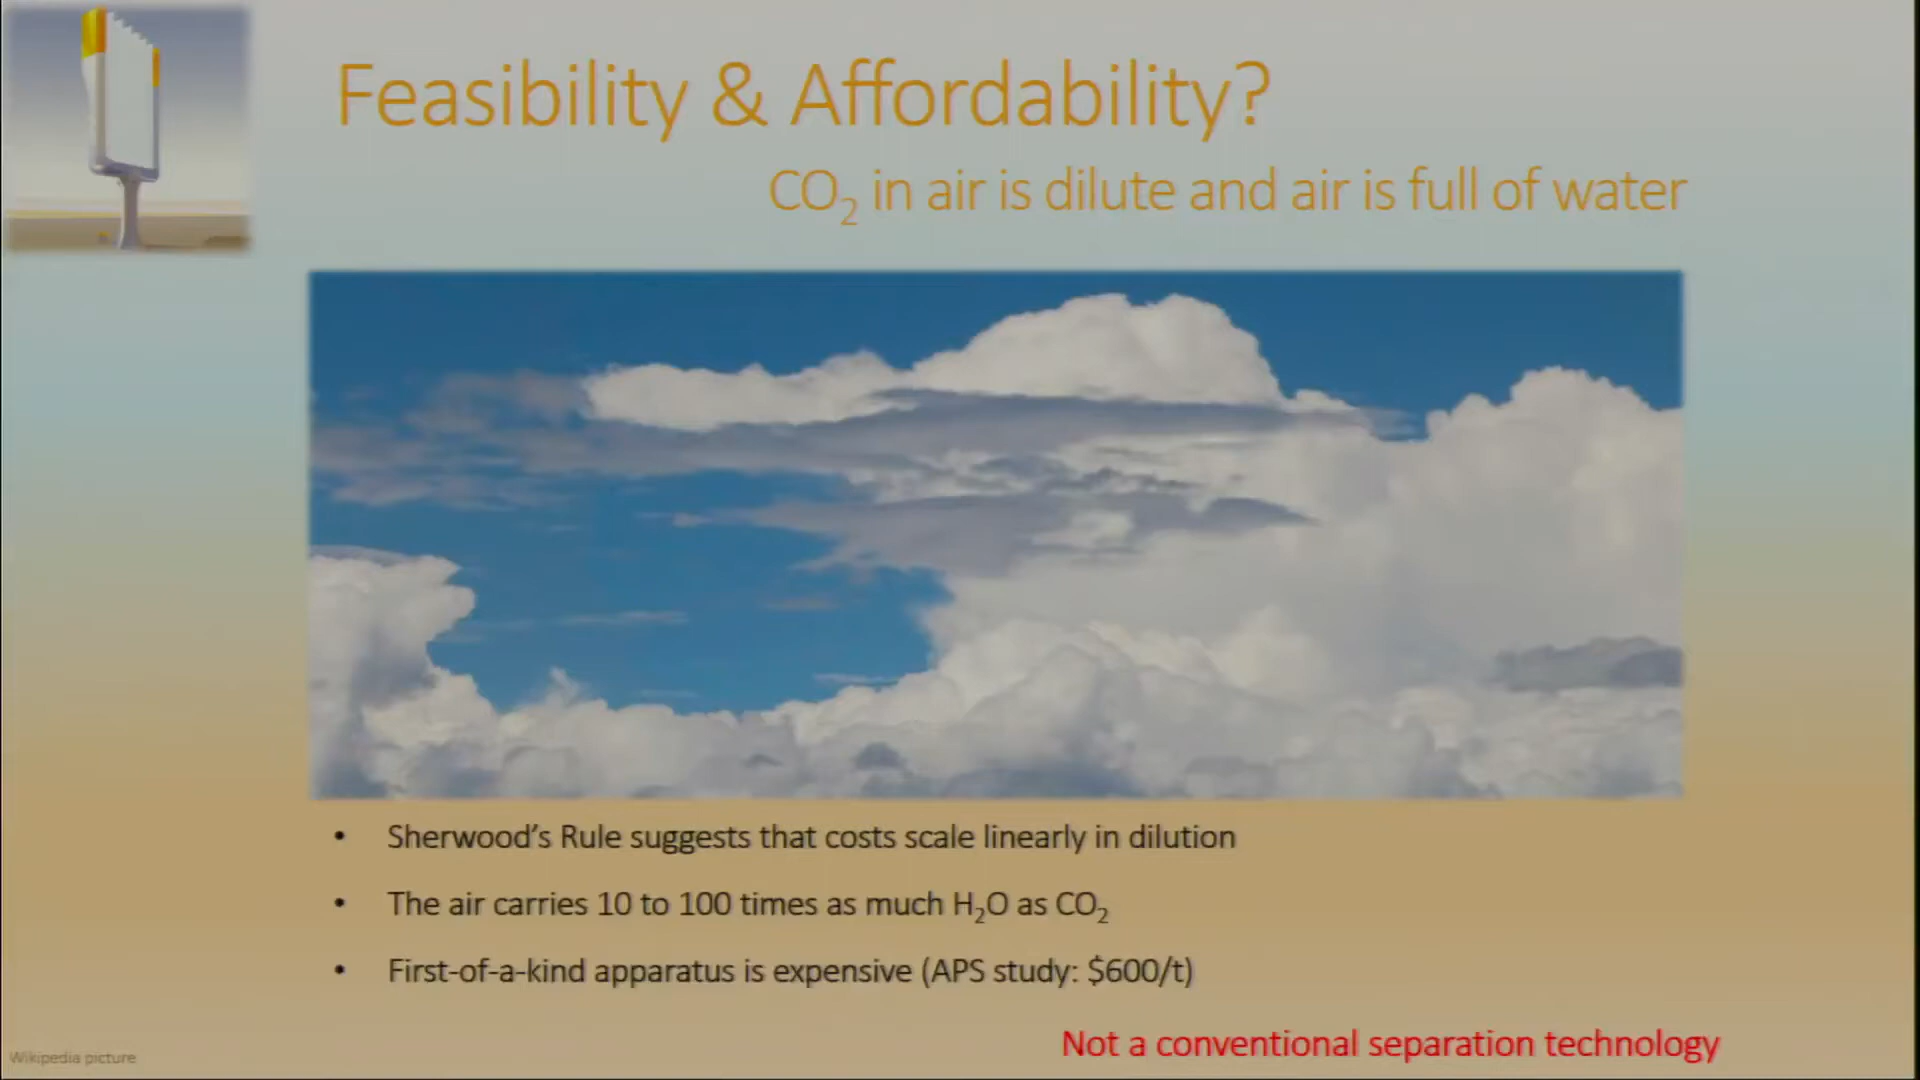 Feasibility & Affordability?
CO₂ in air is dilute and air is full of water
• Sherwood's Rule suggests that costs scale linearly in dilution
• The air carries 10 to 100 times as much H₂O as CO₂
• First-of-a-kind apparatus is expensive (APS study: $600/t)
Not a conventional separation technology
Wikipedia picture